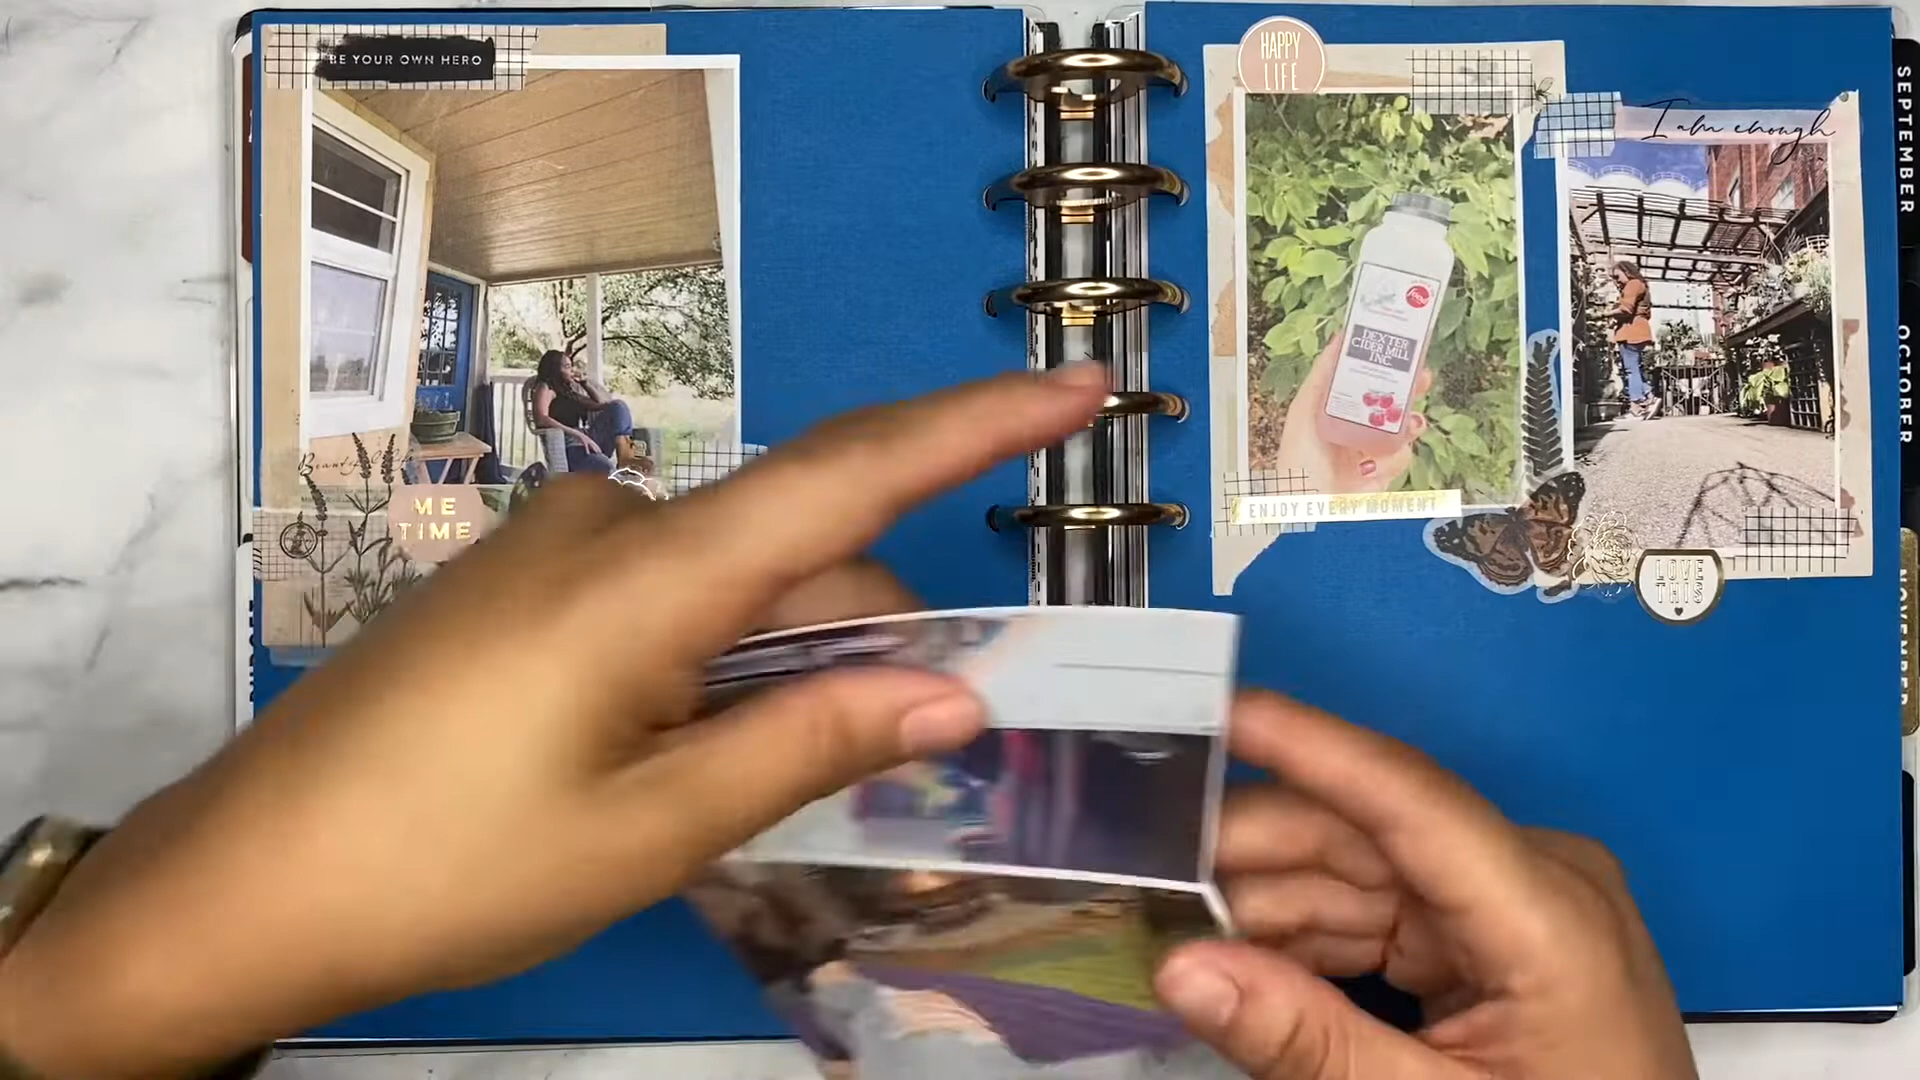 BE YOUR OWN HERO
ME
TIME
HAPPY
LIFE
I am enough
DEXTER
CIDER MILL
INC.
ENJOY EVERY MOMENT
LOVE
THIS
SEPTEMBER
OCTOBER
NOVEMBER